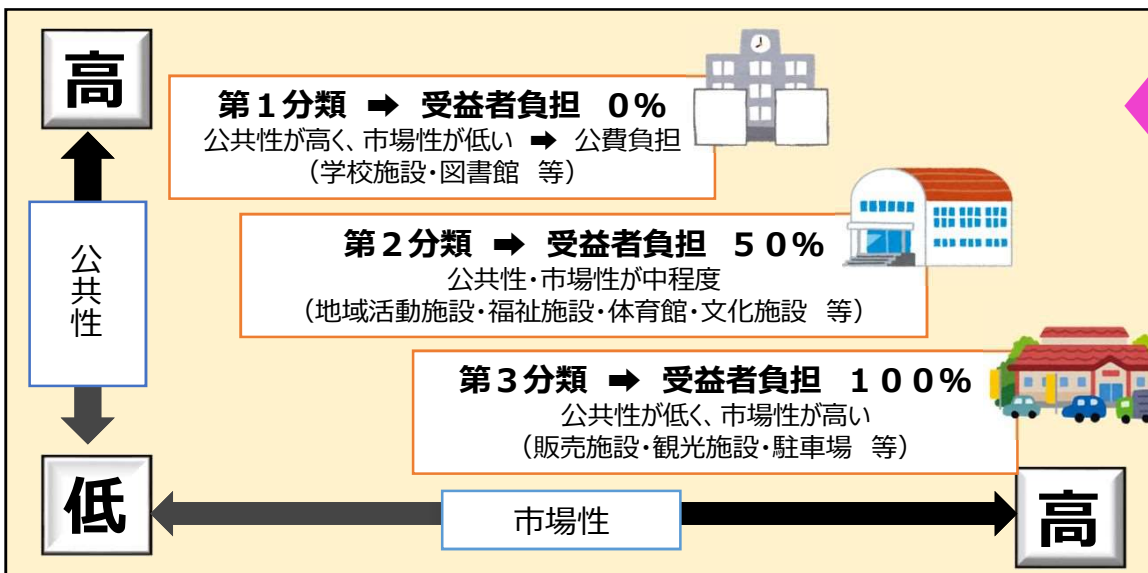 高
第１分類 ➡ 受益者負担 ０％
公共性が高く、市場性が低い ➡ 公費負担
（学校施設・図書館 等）
第２分類 ➡ 受益者負担 ５０％
公共性・市場性が中程度
（地域活動施設・福祉施設・体育館・文化施設 等）
公共性
第３分類 ➡ 受益者負担 １００％
公共性が低く、市場性が高い
（販売施設・観光施設・駐車場 等）
低
市場性
高